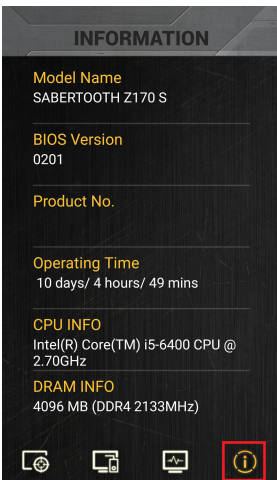 INFORMATION
Model Name
SABERTOOTH Z170 S
BIOS Version
0201
Product No.
Operating Time
10 days/ 4 hours/ 49 mins
CPU INFO
Intel(R) Core(TM) i5-6400 CPU @
2.70GHz
DRAM INFO
4096 MB (DDR4 2133MHz)